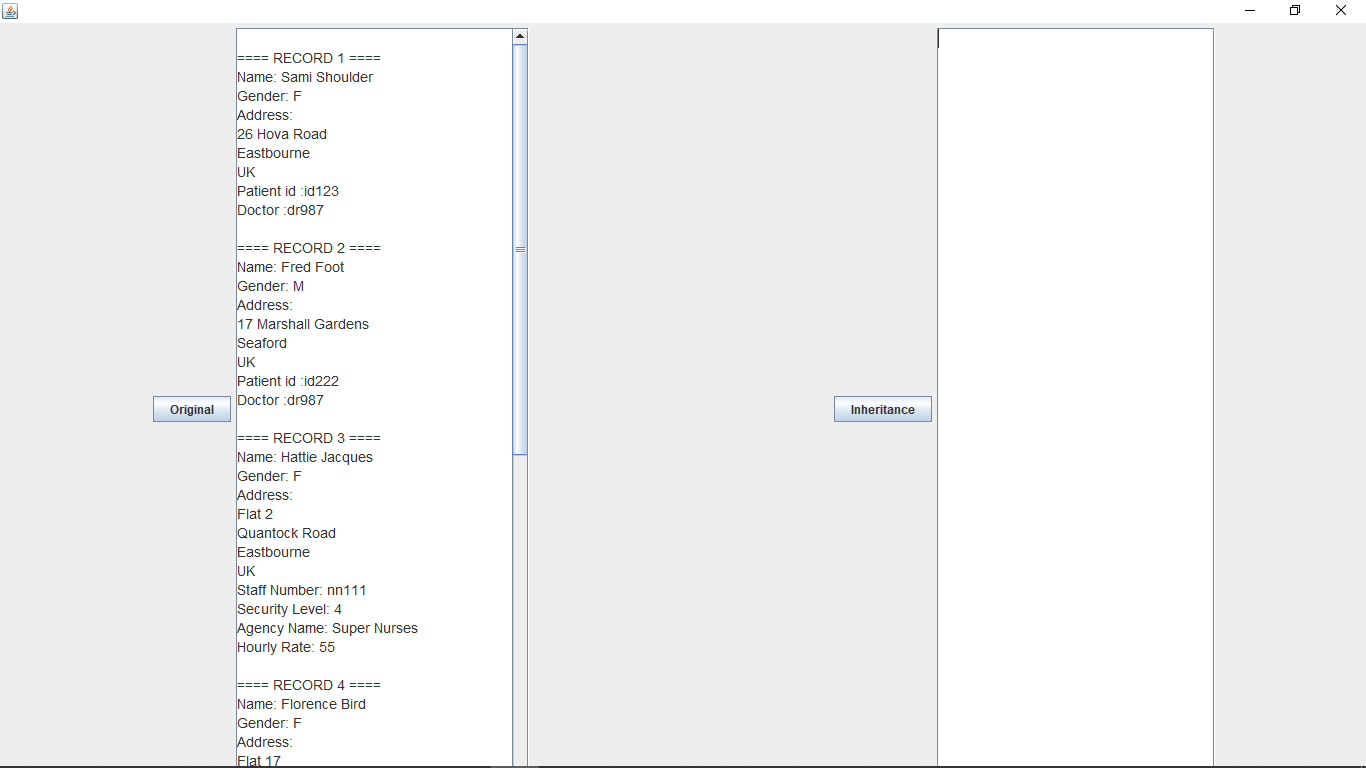 ==== RECORD 1 ====
Name: Sami Shoulder
Gender: F
Address:
26 Hova Road
Eastbourne
UK
Patient id :id123
Doctor :dr987
==== RECORD 2 ====
Name: Fred Foot
Gender: M
Address:
17 Marshall Gardens
Seaford
UK
Patient id :id222
Doctor :dr987
==== RECORD 3 ====
Name: Hattie Jacques
Gender: F
Address:
Flat 2
Quantock Road
Eastbourne
UK
Staff Number: nn111
Security Level: 4
Agency Name: Super Nurses
Hourly Rate: 55
==== RECORD 4 ====
Name: Florence Bird
Gender: F
Address:
Flat 17
Original
Inheritance